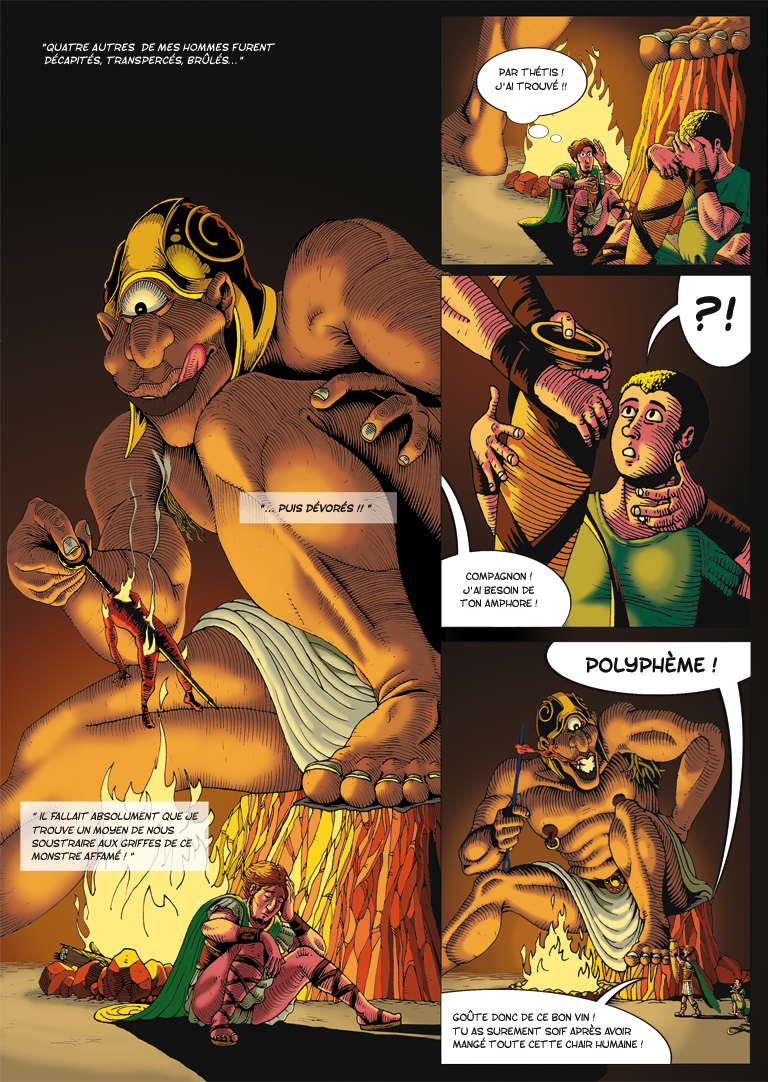 "QUATRE AUTRES DE MES HOMMES FURENT
DÉCAPITÉS, TRANSPERCÉS, BRÛLÉS..."
"... PUIS DÉVORÉS !! "
" IL FALLAIT ABSOLUMENT QUE JE
TROUVE UN MOYEN DE NOUS
SOUSTRAIRE AUX GRIFFES DE CE
MONSTRE AFFAMÉ ! "
PAR THÉTIS !
J'AI TROUVÉ !!
?!
COMPAGNON !
J'AI BESOIN DE
TON AMPHORE !
POLYPHÈME !
GOÛTE DONC DE CE BON VIN !
TU AS SUREMENT SOIF APRÈS AVOIR
MANGÉ TOUTE CETTE CHAIR HUMAINE !